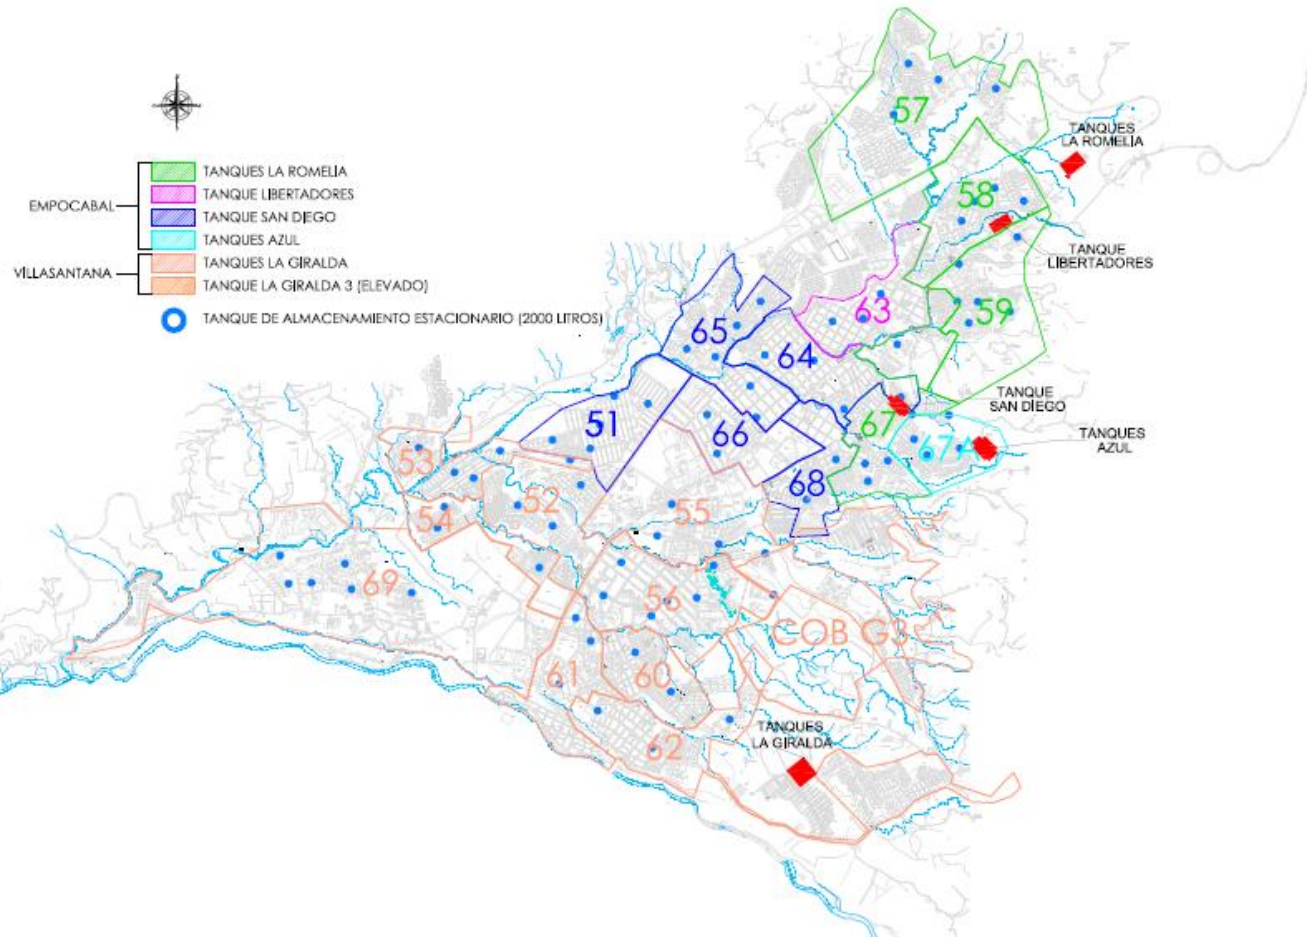 57
TANQUES
LA ROMELIA
EMPOCABAL
TANQUES LA ROMELIA
TANQUE LIBERTADORES
TANQUE SAN DIEGO
TANQUES AZUL
VILLASANTANA
TANQUES LA GIRALDA
TANQUE LA GIRALDA 3 (ELEVADO)
TANQUE DE ALMACENAMIENTO ESTACIONARIO (2000 LITROS)
58
TANQUE
LIBERTADORES
63
59
65
64
TANQUE
SAN DIEGO
51
66
67
67A
TANQUES
AZUL
53
68
54
52
55
69
56
COB G3
61
60
62
TANQUES
LA GIRALDA